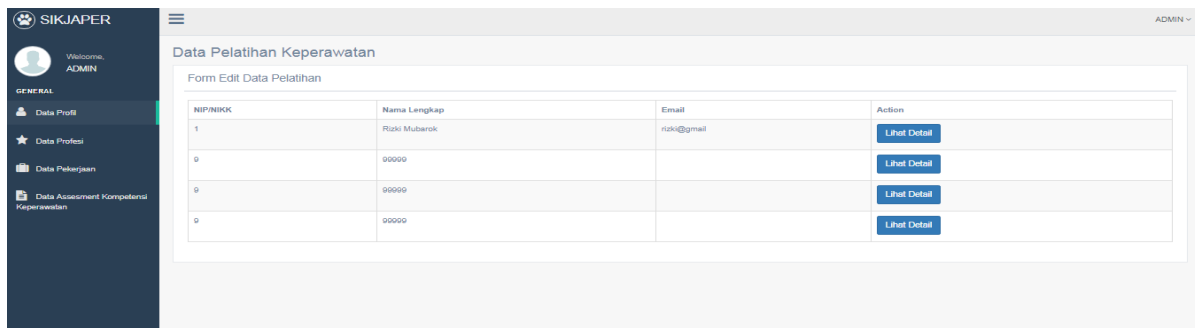 SIKJAPER
ADMIN
Welcome,
ADMIN
GENERAL
Data Profil
Data Profesi
Data Pekerjaan
Data Assesment Kompetensi
Keperawatan
Data Pelatihan Keperawatan
Form Edit Data Pelatihan
NIP/NIKK Nama Lengkap Email Action
1 Rizki Mubarok rizki@gmail Lihat Detail
9 99999 Lihat Detail
9 99999 Lihat Detail
9 99999 Lihat Detail